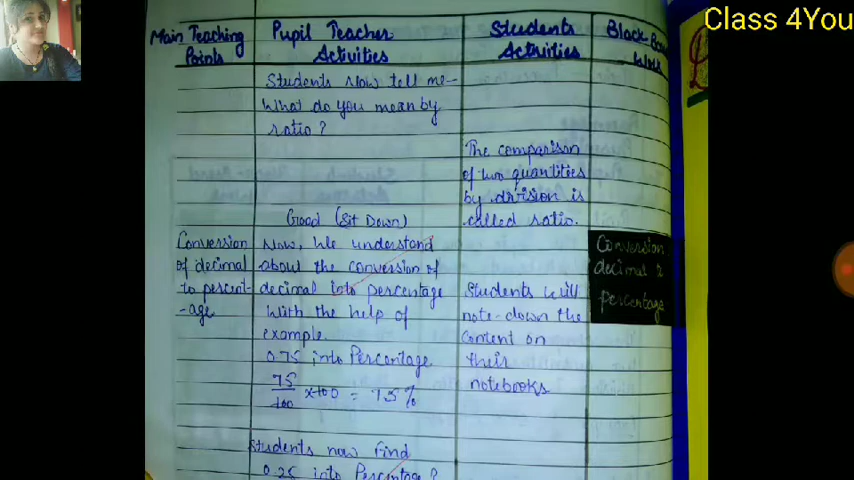 Class 4You
Main Teaching
Points
Pupil Teacher
Activities
Students
Activities
Black-Boa
Work
Students Now tell me-
What do you mean by
ratio?
The comparison
of two quantities
by division is
called ratio.
Good (Sit Down)
Conversion
of decimal
to percent-
-age
Now, We understand
about the conversion of
decimal into percentage
With the help of
example.
0.75 into Percentage
75/100 ×100 = 75%
Students will
note-down the
content on
their
notebooks
Conversion
decimal
percentage
Students now find
0.25 into Percentage?